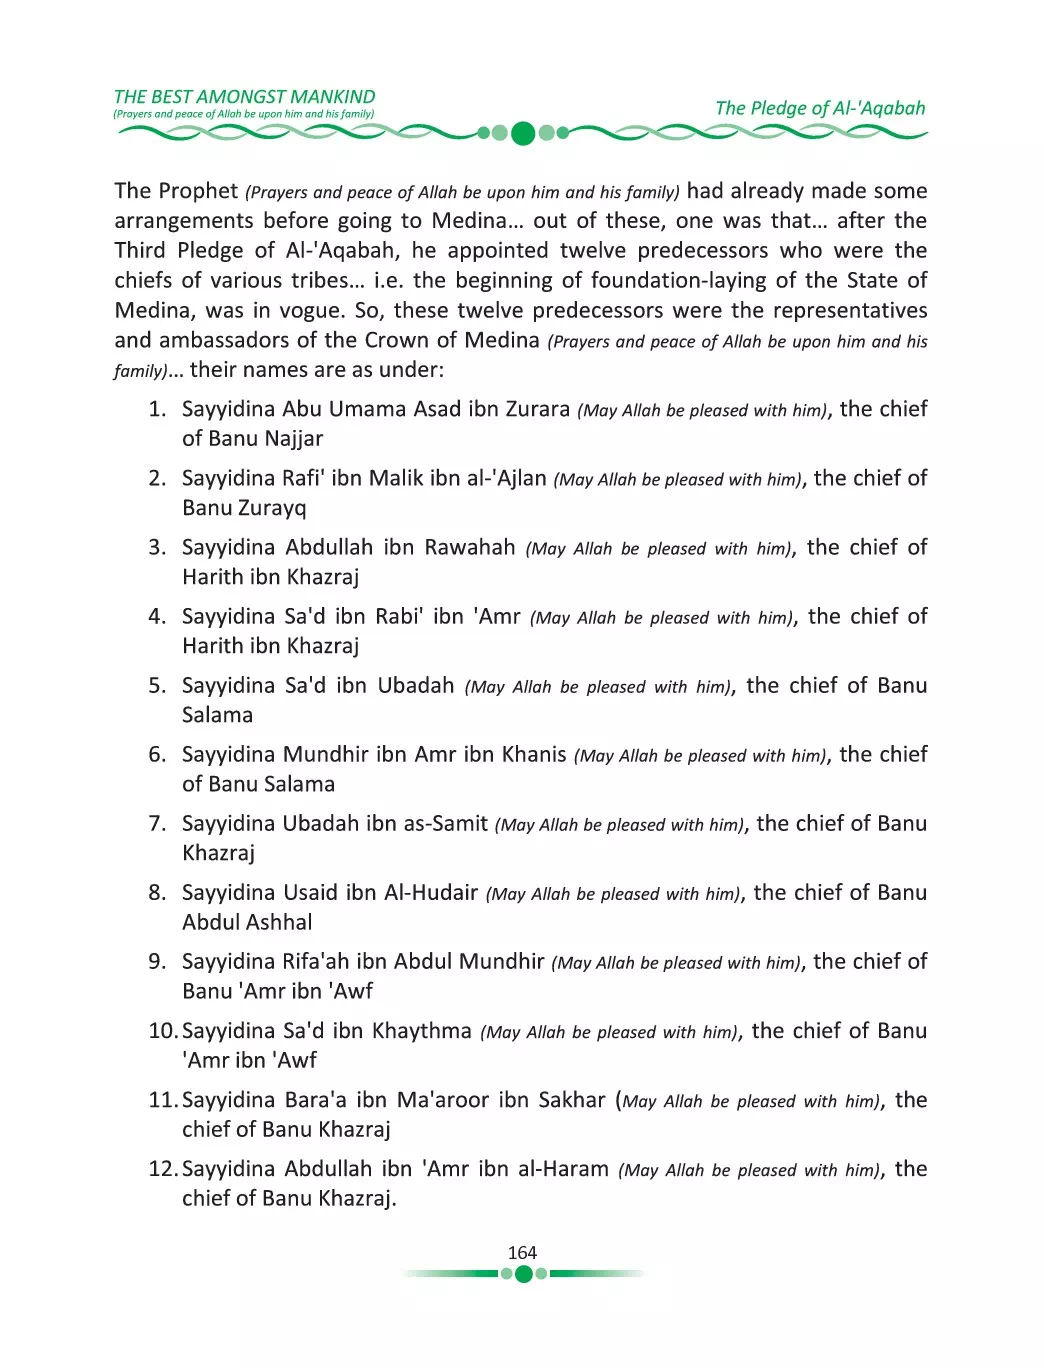 THE BEST AMONGST MANKIND
(Prayers and peace of Allah be upon him and his family)
The Pledge of Al-'Aqabah
The Prophet (Prayers and peace of Allah be upon him and his family) had already made some
arrangements before going to Medina... out of these, one was that... after the
Third Pledge of Al-'Aqabah, he appointed twelve predecessors who were the
chiefs of various tribes... i.e. the beginning of foundation-laying of the State of
Medina, was in vogue. So, these twelve predecessors were the representatives
and ambassadors of the Crown of Medina (Prayers and peace of Allah be upon him and his
family)... their names are as under:
1. Sayyidina Abu Umama Asad ibn Zurara (May Allah be pleased with him), the chief
of Banu Najjar
2. Sayyidina Rafi' ibn Malik ibn al-'Ajlan (May Allah be pleased with him), the chief of
Banu Zurayq
3. Sayyidina Abdullah ibn Rawahah (May Allah be pleased with him), the chief of
Harith ibn Khazraj
4. Sayyidina Sa'd ibn Rabi' ibn 'Amr (May Allah be pleased with him), the chief of
Harith ibn Khazraj
5. Sayyidina Sa'd ibn Ubadah (May Allah be pleased with him), the chief of Banu
Salama
6. Sayyidina Mundhir ibn Amr ibn Khanis (May Allah be pleased with him), the chief
of Banu Salama
7. Sayyidina Ubadah ibn as-Samit (May Allah be pleased with him), the chief of Banu
Khazraj
8. Sayyidina Usaid ibn Al-Hudair (May Allah be pleased with him), the chief of Banu
Abdul Ashhal
9. Sayyidina Rifa'ah ibn Abdul Mundhir (May Allah be pleased with him), the chief of
Banu 'Amr ibn 'Awf
10. Sayyidina Sa'd ibn Khaythma (May Allah be pleased with him), the chief of Banu
'Amr ibn 'Awf
11. Sayyidina Bara'a ibn Ma'aroor ibn Sakhar (May Allah be pleased with him), the
chief of Banu Khazraj
12. Sayyidina Abdullah ibn 'Amr ibn al-Haram (May Allah be pleased with him), the
chief of Banu Khazraj.
164